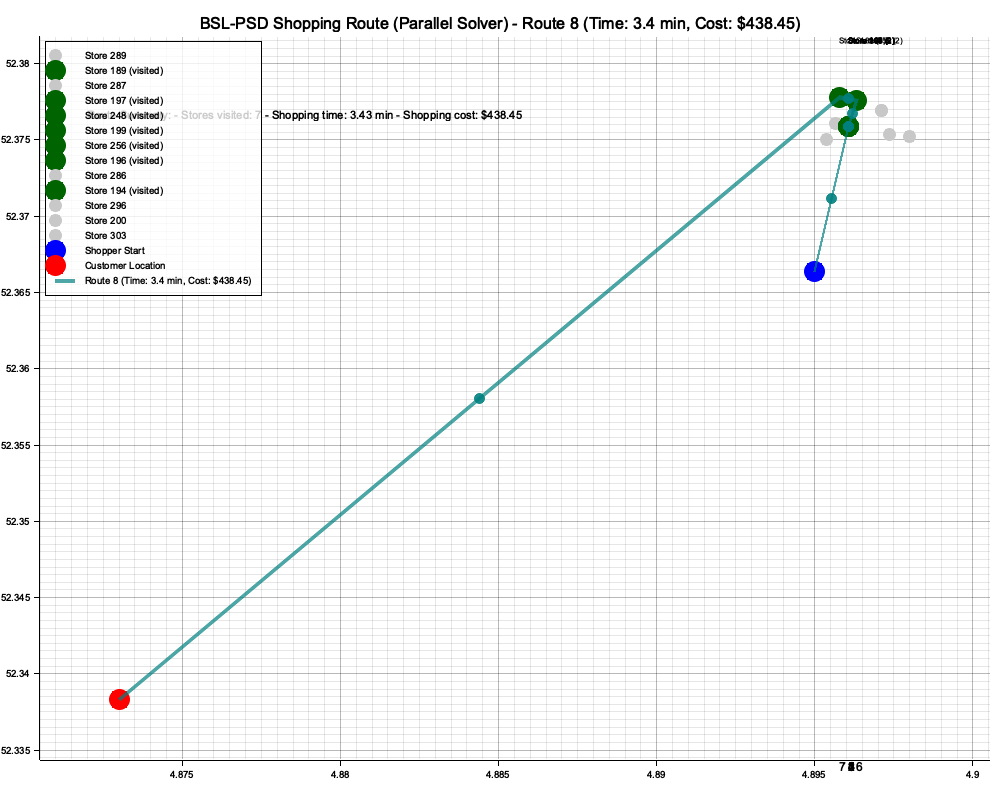 BSL-PSD Shopping Route (Parallel Solver) - Route 8 (Time: 3.4 min, Cost: $438.45)
52.38
52.375
52.37
52.365
52.36
52.355
52.35
52.345
52.34
52.335
Store 289
Store 189 (visited)
Store 287
Store 197 (visited)
Store 248 (visited)
- Stores visited: 7 - Shopping time: 3.43 min - Shopping cost: $438.45
Store 199 (visited)
Store 256 (visited)
Store 196 (visited)
Store 286
Store 194 (visited)
Store 296
Store 200
Store 303
Shopper Start
Customer Location
Route 8 (Time: 3.4 min, Cost: $438.45)
4.875
4.88
4.885
4.89
4.895
4.9